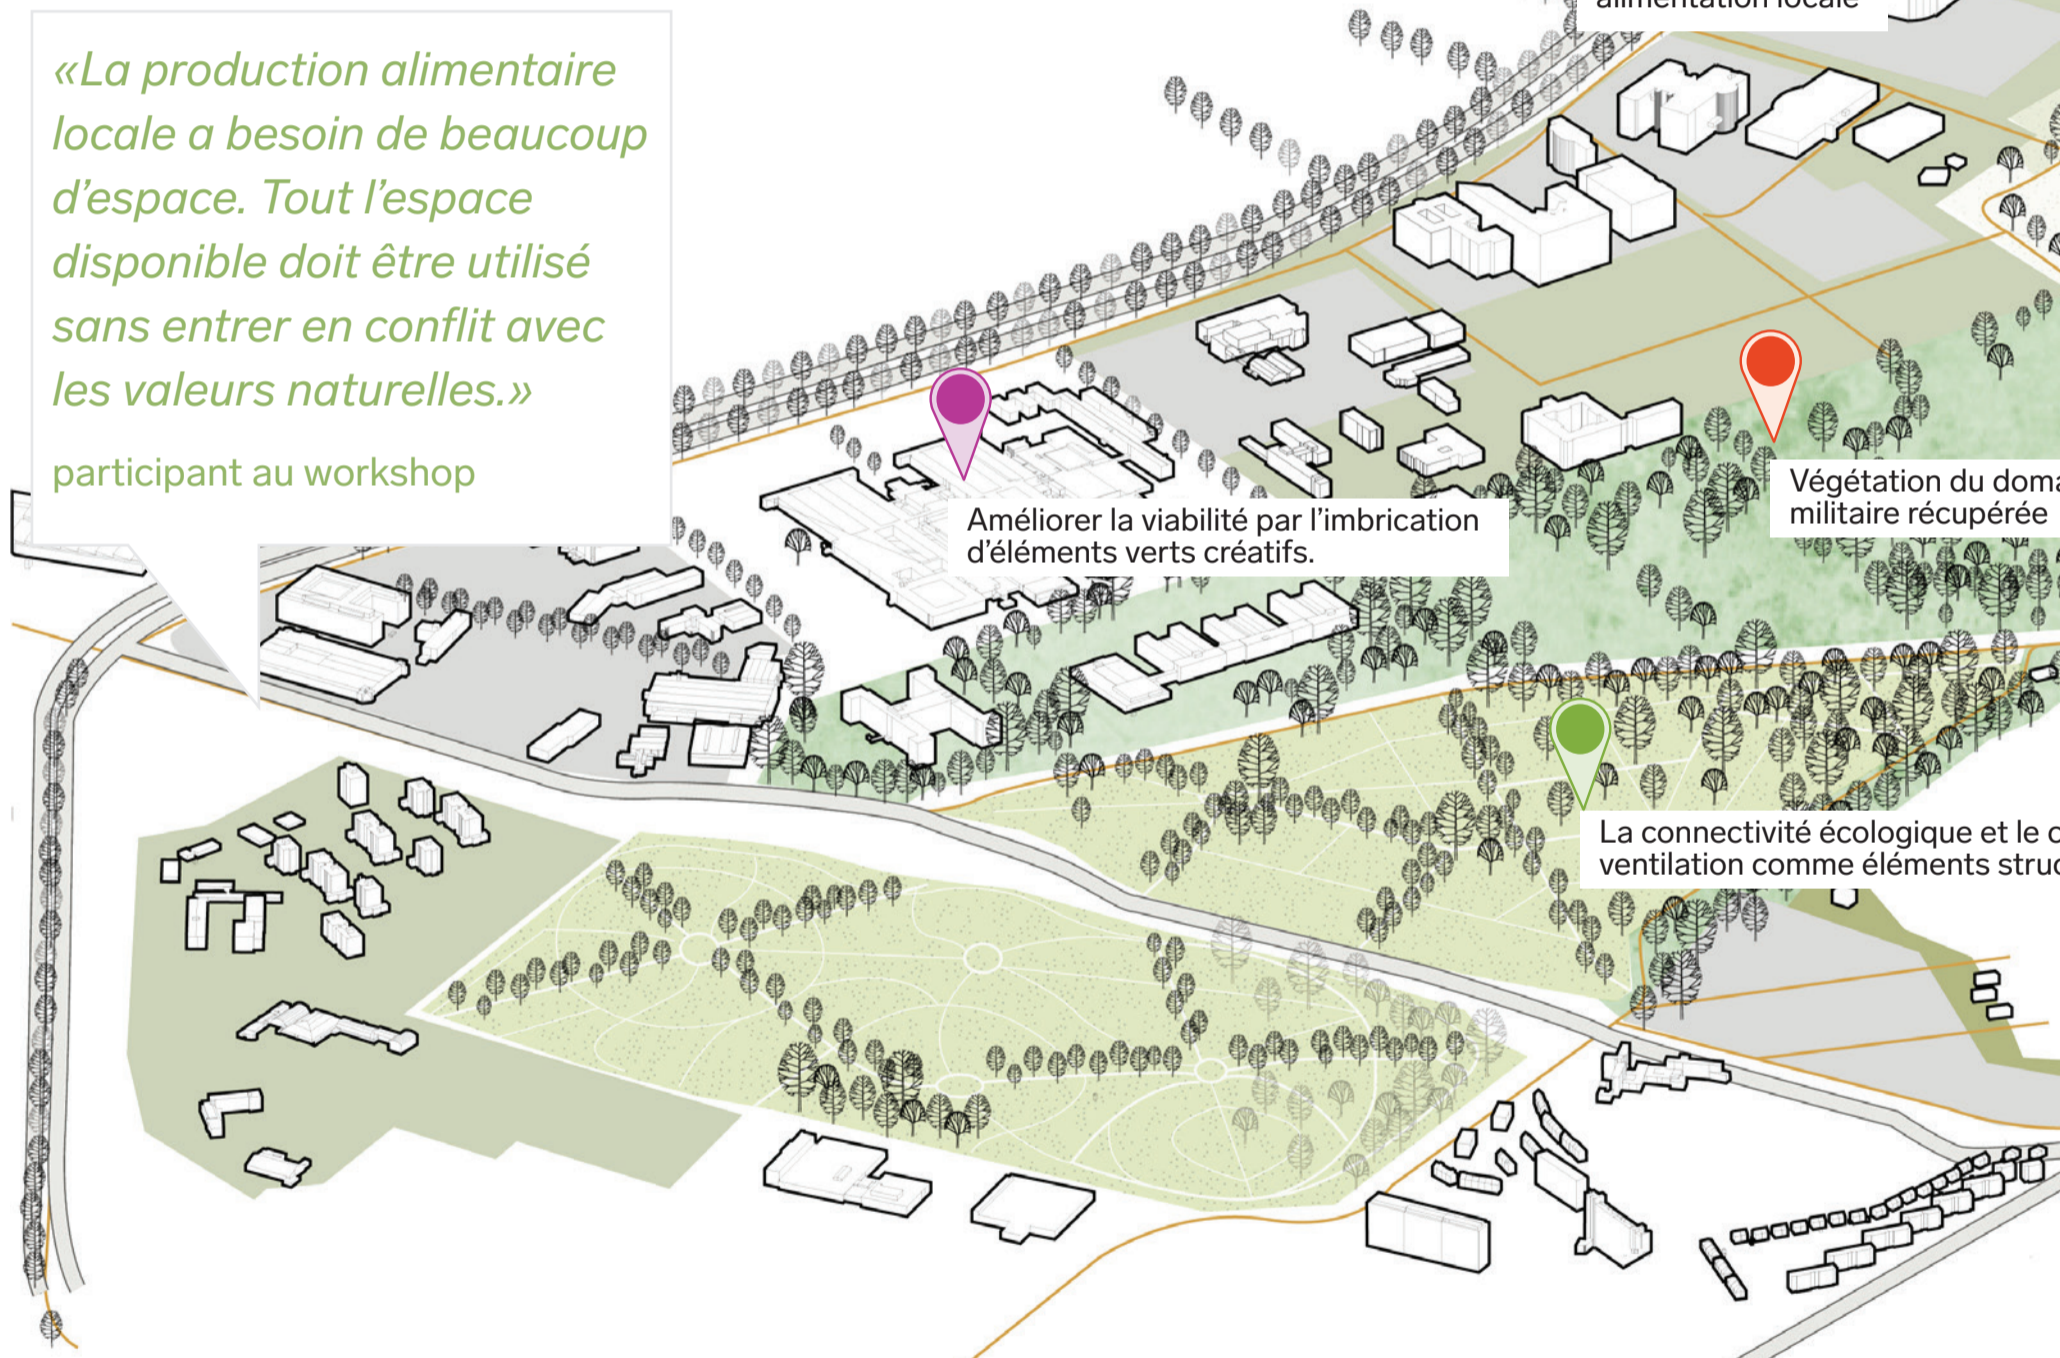 «La production alimentaire
locale a besoin de beaucoup
d’espace. Tout l’espace
disponible doit être utilisé
sans entrer en conflit avec
les valeurs naturelles.»
participant au workshop
alimentation locale
Améliorer la viabilité par l’imbrication
d’éléments verts créatifs.
Végétation du
militaire récupérée
La connectivité écologique et le
ventilation comme éléments